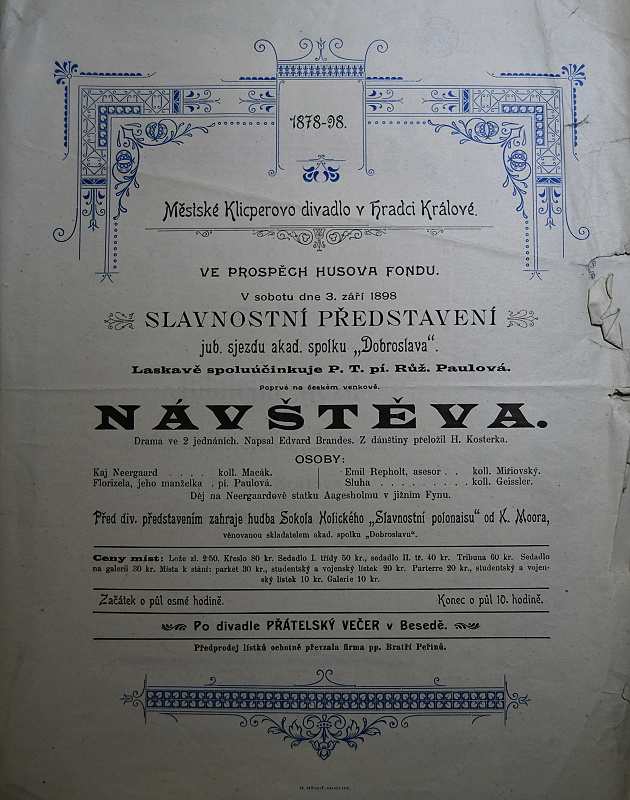 1878-98.
Městské Klicperovo divadlo v Hradci Králové.
VE PROSPĚCH HUSOVA FONDU.
V sobotu dne 3. září 1898
SLAVNOSTNÍ PŘEDSTAVENÍ
jub. sjezdu akad. spolku „Dobroslava“.
Laskavě spoluúčinkuje P. T. pí. Růž. Paulová.
Poprvé na českém venkově.
NÁVŠTĚVA.
Drama ve 2 jednáních. Napsal Edvard Brandes. Z dánštiny přeložil H. Kosterka.
OSOBY:
Kaj Neergaard . . . . koll. Macák.
Florizela, jeho manželka . pí. Paulová.
Emil Repholt, asesor . . koll. Miřiovský.
Sluha . . . . . . . . . koll. Geissler.
Děj na Neergaardově statku Aagesholmu v jižním Fynu.
Před div. představením zahraje hudba Sokola Holického „Slavnostní polonaisu“ od K. Moora,
věnovanou skladatelem akad. spolku „Dobroslavu“.
Ceny míst: Lože zl. 2·50. Křeslo 80 kr. Sedadlo I. třídy 50 kr., sedadlo II. tř. 40 kr. Tribuna 60 kr. Sedadlo
na galerii 30 kr. Místa k stání: parket 30 kr., studentský a vojenský lístek 20 kr. Parterre 20 kr., studentský a vojen-
ský lístek 10 kr. Galerie 10 kr.
Začátek o půl osmé hodině.
Konec o půl 10. hodině.
Po divadle PŘÁTELSKÝ VEČER v Besedě.
Předprodej lístků ochotně převzala firma pp. Bratří Peřinů.